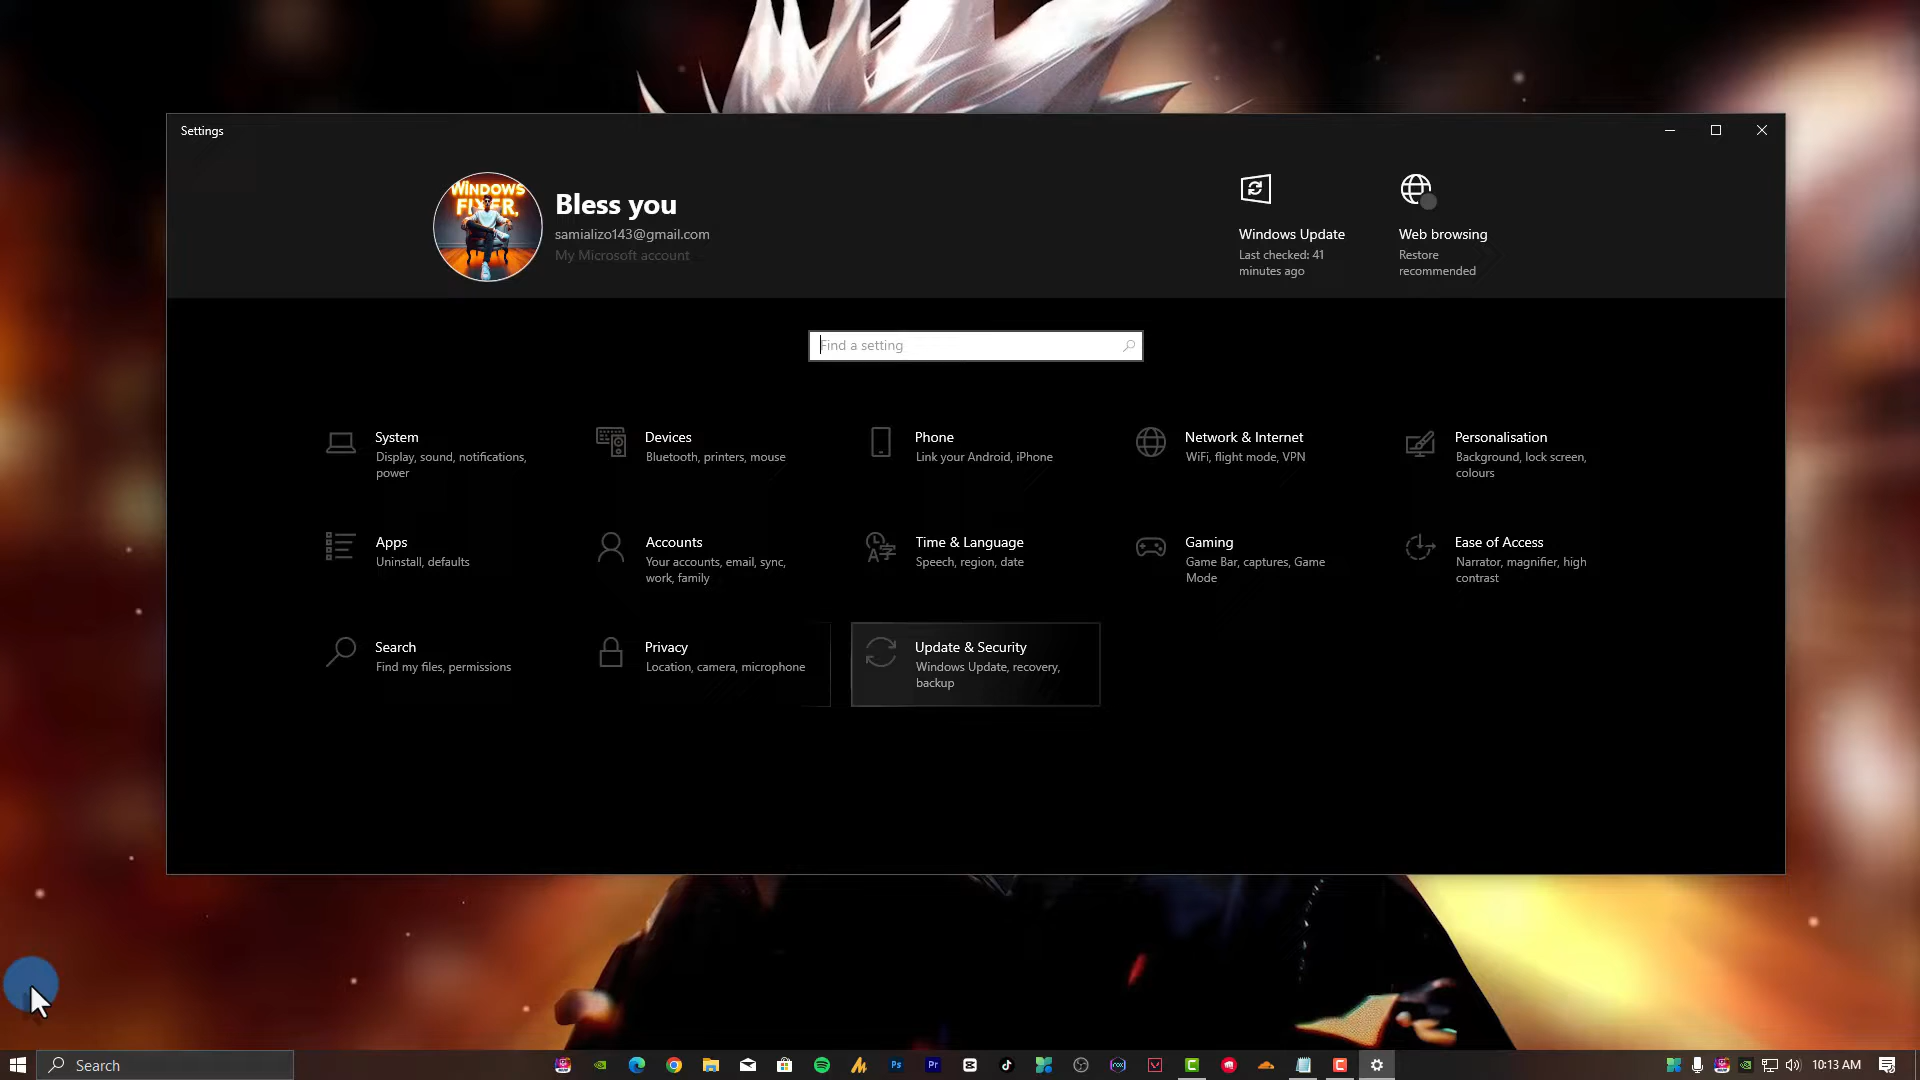 Settings
WINDOWS
FIXER,
Bless you
samializo143@gmail.com
My Microsoft account
Windows Update
Last checked: 41
minutes ago
Web browsing
Restore
recommended
Find a setting
System
Display, sound, notifications,
power
Devices
Bluetooth, printers, mouse
Phone
Link your Android, iPhone
Network & Internet
WiFi, flight mode, VPN
Personalisation
Background, lock screen,
colours
Apps
Uninstall, defaults
Accounts
Your accounts, email, sync,
work, family
Time & Language
Speech, region, date
Gaming
Game Bar, captures, Game
Mode
Ease of Access
Narrator, magnifier, high
contrast
Search
Find my files, permissions
Privacy
Location, camera, microphone
Update & Security
Windows Update, recovery,
backup
Search
Ps
Pr
10:13 AM